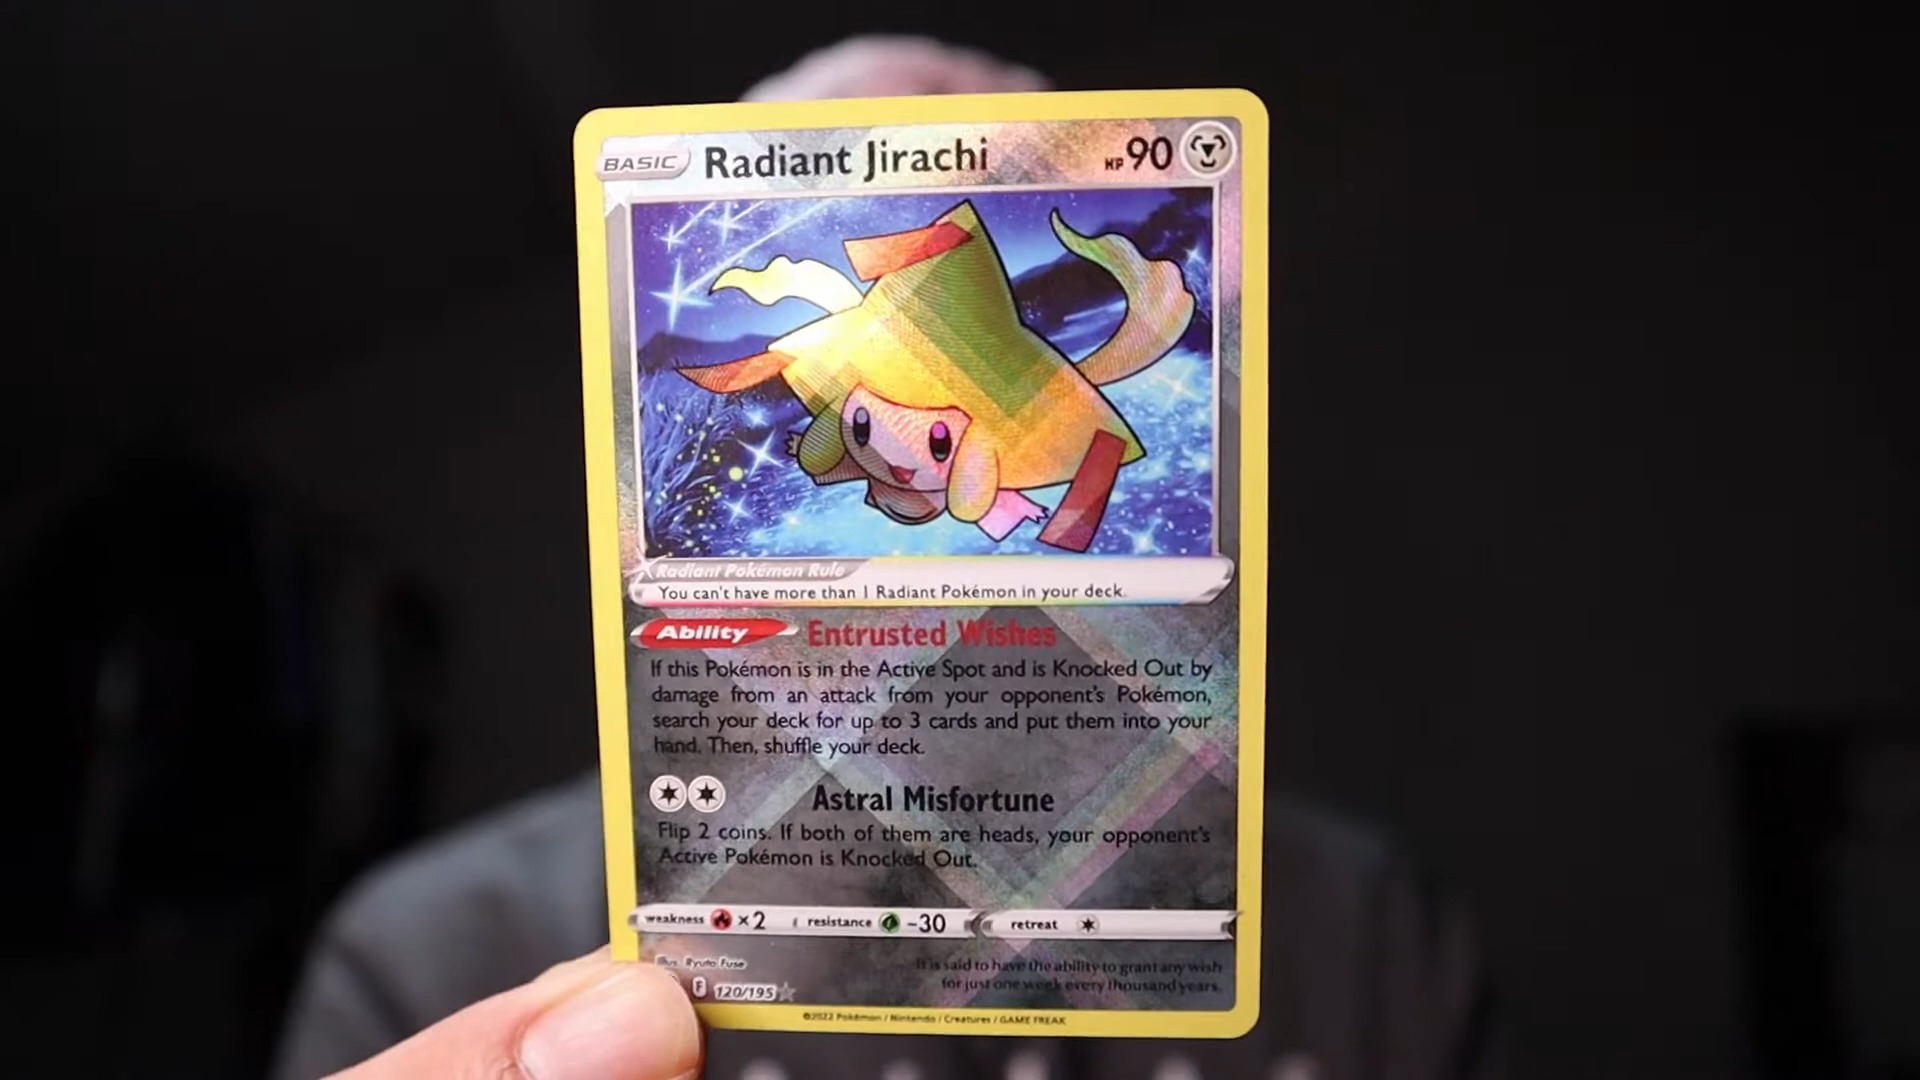 BASIC Radiant Jirachi HP 90
Radiant Pokémon Rule
You can't have more than 1 Radiant Pokémon in your deck.
Ability Entrusted Wishes
If this Pokémon is in the Active Spot and is Knocked Out by
damage from an attack from your opponent's Pokémon,
search your deck for up to 3 cards and put them into your
hand. Then, shuffle your deck.
Astral Misfortune
Flip 2 coins. If both of them are heads, your opponent's
Active Pokémon is Knocked Out.
weakness ×2 resistance -30 retreat
Illus. Ryuto Fuse
It is said to have the ability to grant any wish
for just one week every thousand years.
F 120/195
©2022 Pokémon / Nintendo / Creatures / GAME FREAK